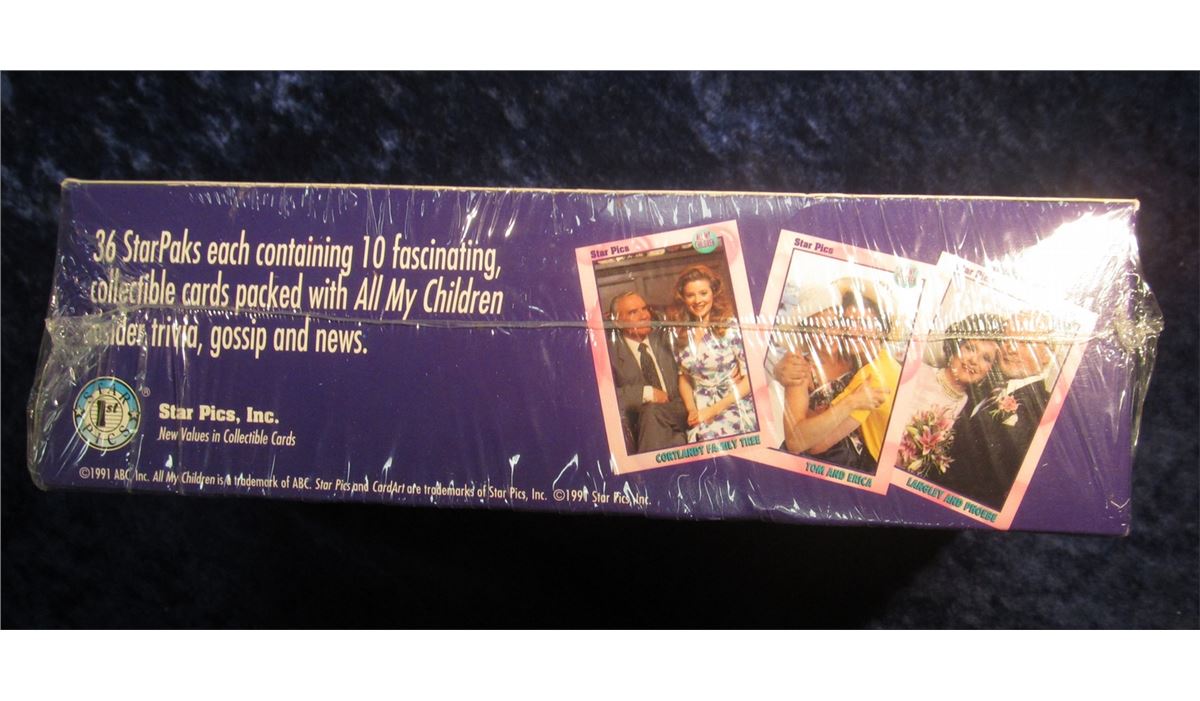 36 StarPaks each containing 10 fascinating,
collectible cards packed with All My Children
insider trivia, gossip and news.
STAR
1st
PICS
®
Star Pics, Inc.
New Values in Collectible Cards
©1991 ABC, Inc. All My Children is a trademark of ABC. Star Pics and CardArt are trademarks of Star Pics, Inc. ©1991 Star Pics, Inc.
Star Pics
CORTLANDT FAMILY TREE
Star Pics
TOM AND ERICA
Star Pics
LANGLEY AND PHOEBE